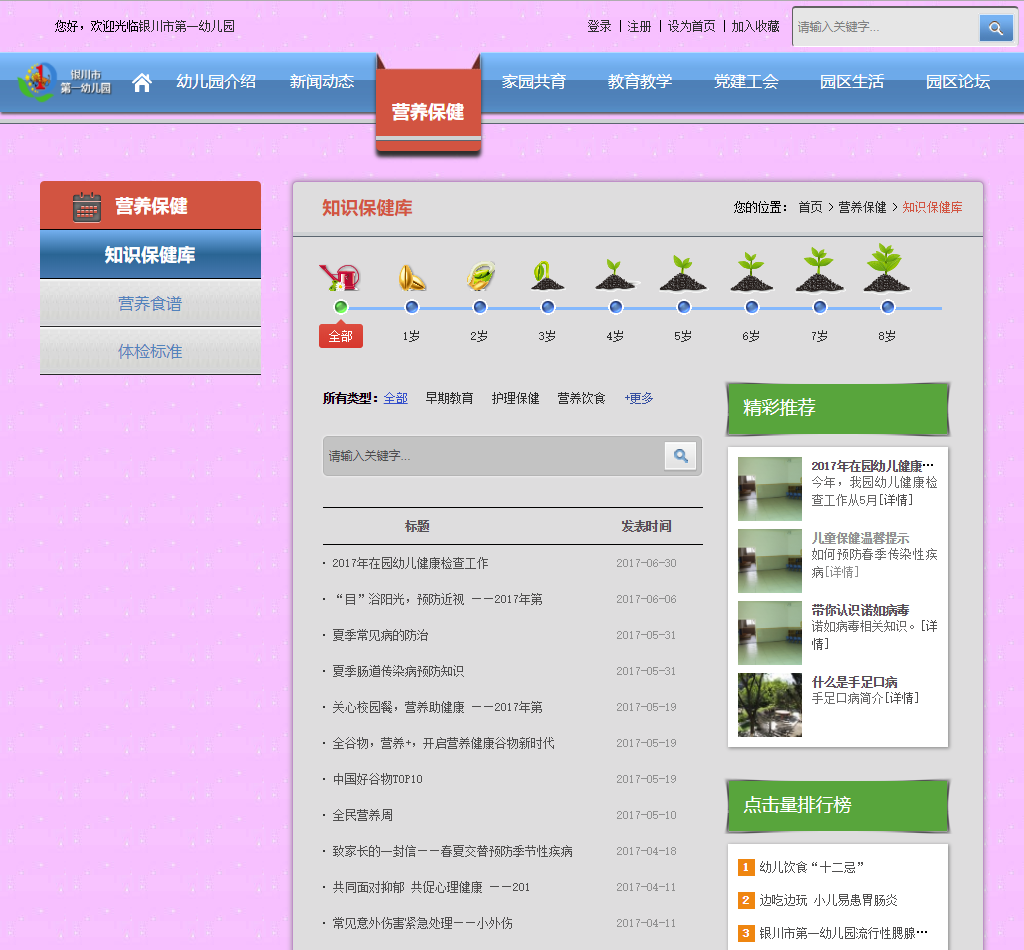 您好，欢迎光临银川市第一幼儿园
登录 | 注册 | 设为首页 | 加入收藏
请输入关键字...
银川市
第一幼儿园
幼儿园介绍 新闻动态 营养保健 家园共育 教育教学 党建工会 园区生活 园区论坛
营养保健
知识保健库
营养食谱
体检标准
知识保健库
您的位置： 首页 > 营养保健 > 知识保健库
全部 1岁 2岁 3岁 4岁 5岁 6岁 7岁 8岁
所有类型：全部 早期教育 护理保健 营养饮食 +更多
请输入关键字...
标题 发表时间
· 2017年在园幼儿健康检查工作 2017-06-30
· “目”浴阳光，预防近视 －－2017年第 2017-06-06
· 夏季常见病的防治 2017-05-31
· 夏季肠道传染病预防知识 2017-05-31
· 关心校园餐，营养助健康 －－2017年第 2017-05-19
· 全谷物，营养+，开启营养健康谷物新时代 2017-05-19
· 中国好谷物TOP10 2017-05-19
· 全民营养周 2017-05-10
· 致家长的一封信－－春夏交替预防季节性疾病 2017-04-18
· 共同面对抑郁 共促心理健康 －－201 2017-04-11
· 常见意外伤害紧急处理－－小外伤 2017-04-11
精彩推荐
2017年在园幼儿健康…
今年，我园幼儿健康检
查工作从5月[详情]
儿童保健温馨提示
如何预防春季传染性疾
病[详情]
带你认识诺如病毒
诺如病毒相关知识。[详
情]
什么是手足口病
手足口病简介[详情]
点击量排行榜
1 幼儿饮食“十二忌”
2 边吃边玩 小儿易患胃肠炎
3 银川市第一幼儿园流行性腮腺…